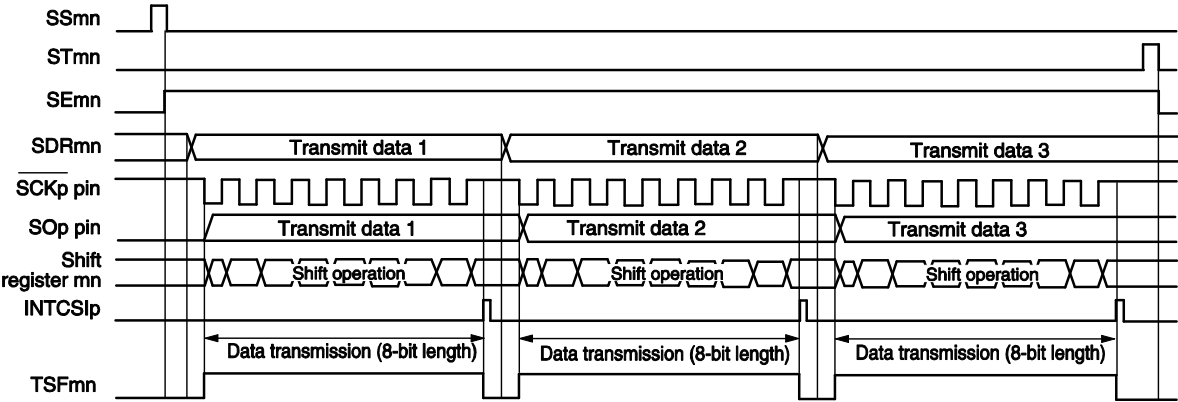 SSmn
STmn
SEmn
SDRmn Transmit data 1 Transmit data 2 Transmit data 3
SCKp pin
SOp pin Transmit data 1 Transmit data 2 Transmit data 3
Shift
register mn Shift operation Shift operation Shift operation
INTCSIp
Data transmission (8-bit length) Data transmission (8-bit length) Data transmission (8-bit length)
TSFmn